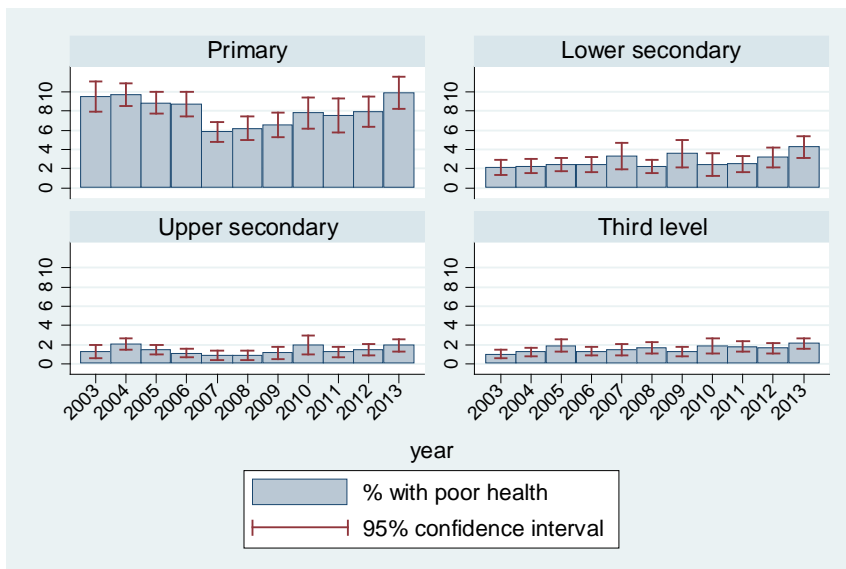 Primary
Lower secondary
0 2 4 6 8 10
0 2 4 6 8 10
Upper secondary
Third level
0 2 4 6 8 10
0 2 4 6 8 10
2003 2004 2005 2006 2007 2008 2009 2010 2011 2012 2013
2003 2004 2005 2006 2007 2008 2009 2010 2011 2012 2013
year
% with poor health
95% confidence interval